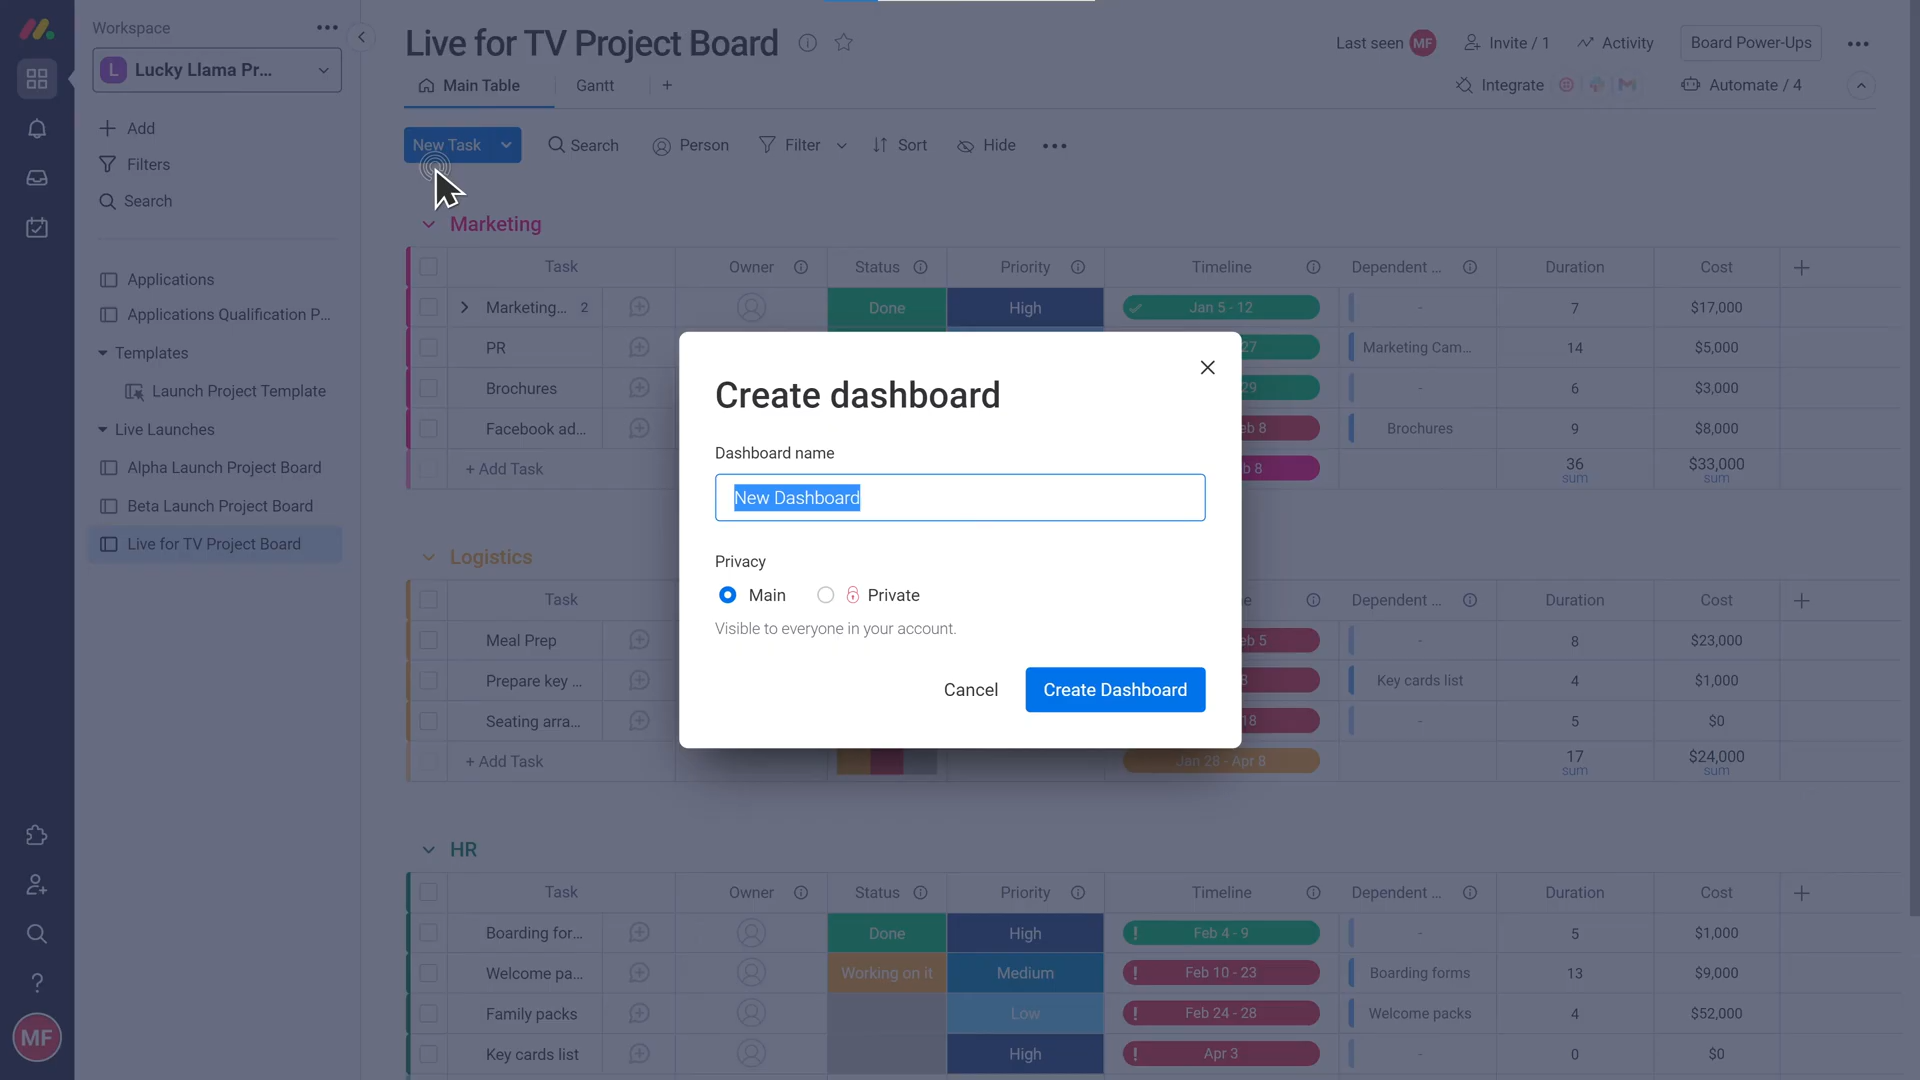 Workspace
L Lucky Llama Pr...
Add
Filters
Search
Applications
Applications Qualification P...
Templates
Launch Project Template
Live Launches
Alpha Launch Project Board
Beta Launch Project Board
Live for TV Project Board
MF
Live for TV Project Board
Last seen MF Invite / 1 Activity Board Power-Ups
Main Table Gantt +
Integrate Automate / 4
New Task Search Person Filter Sort Hide
Marketing
Task Owner Status Priority Timeline Dependent ... Duration Cost
Marketing... 2 Done High Jan 5 - 12 - 7 $17,000
PR 27 Marketing Cam... 14 $5,000
Brochures 29 - 6 $3,000
Facebook ad... eb 8 Brochures 9 $8,000
+ Add Task b 8 36 $33,000
sum sum
Create dashboard
Dashboard name
New Dashboard
Privacy
Main Private
Visible to everyone in your account.
Cancel Create Dashboard
Logistics
Task e Dependent ... Duration Cost
Meal Prep eb 5 - 8 $23,000
Prepare key ... 3 Key cards list 4 $1,000
Seating arra... 18 - 5 $0
+ Add Task Jan 28 - Apr 8 17 $24,000
sum sum
HR
Task Owner Status Priority Timeline Dependent ... Duration Cost
Boarding for... Done High ! Feb 4 - 9 - 5 $1,000
Welcome pa... Working on it Medium ! Feb 10 - 23 Boarding forms 13 $9,000
Family packs Low ! Feb 24 - 28 Welcome packs 4 $52,000
Key cards list High ! Apr 3 - 0 $0